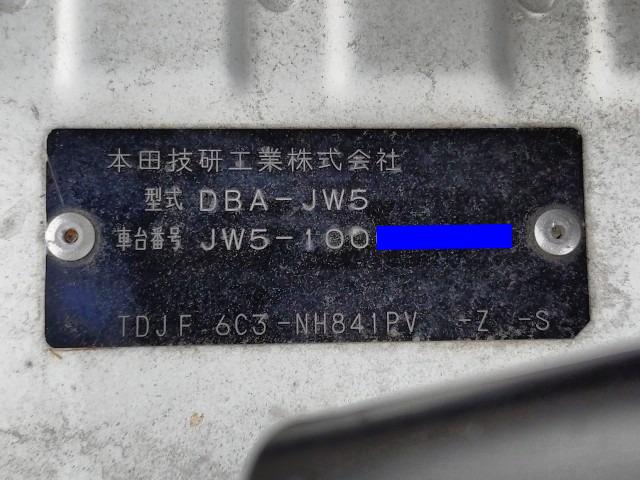 本田技研工業株式会社
型式 DBA-JW5
車台番号 JW5-100
TDJF 6C3-NH841PV -Z -S